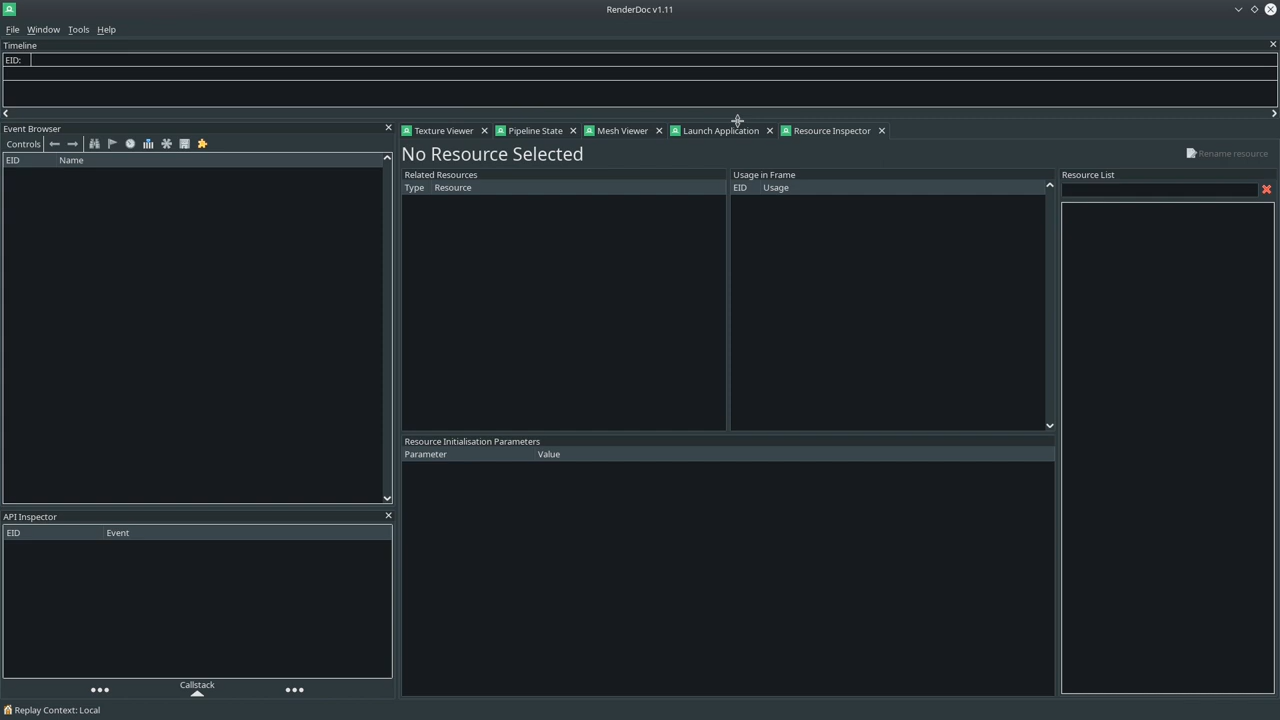 RenderDoc v1.11
File Window Tools Help
Timeline
EID:
Event Browser
Controls
EID Name
Texture Viewer Pipeline State Mesh Viewer Launch Application Resource Inspector
No Resource Selected
Rename resource
Related Resources
Type Resource
Usage in Frame
EID Usage
Resource List
Resource Initialisation Parameters
Parameter Value
API Inspector
EID Event
Callstack
Replay Context: Local